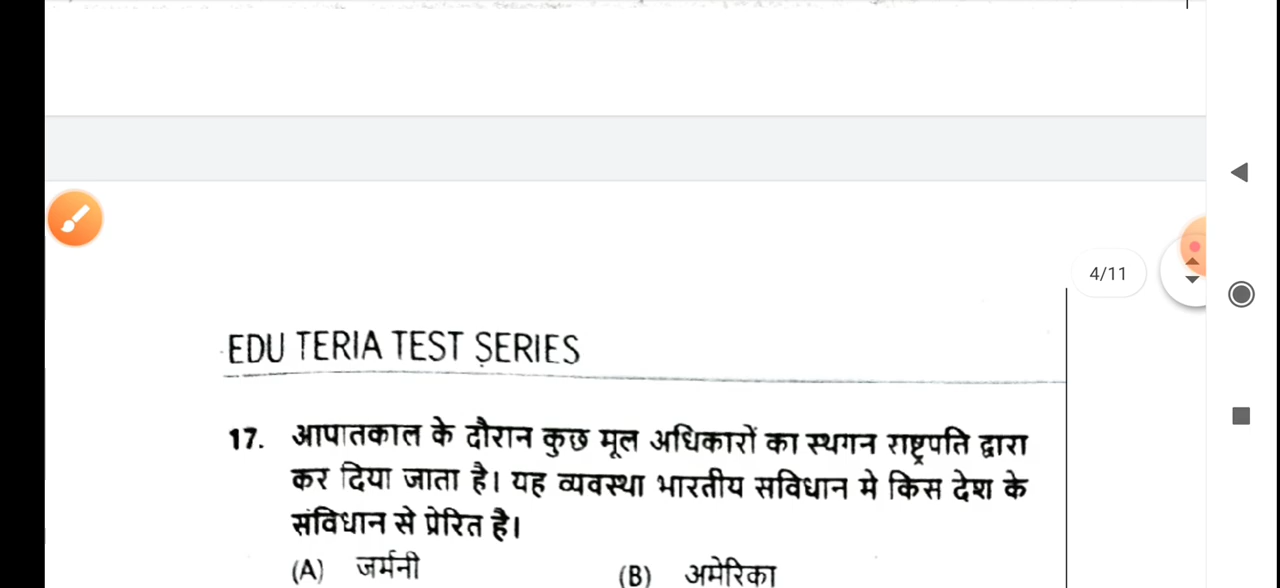 4/11
EDU TERIA TEST SERIES
17. आपातकाल के दौरान कुछ मूल अधिकारों का स्थगन राष्ट्रपति द्वारा
कर दिया जाता है। यह व्यवस्था भारतीय सविधान मे किस देश के
संविधान से प्रेरित है।
(A) जर्मनी (B) अमेरिका